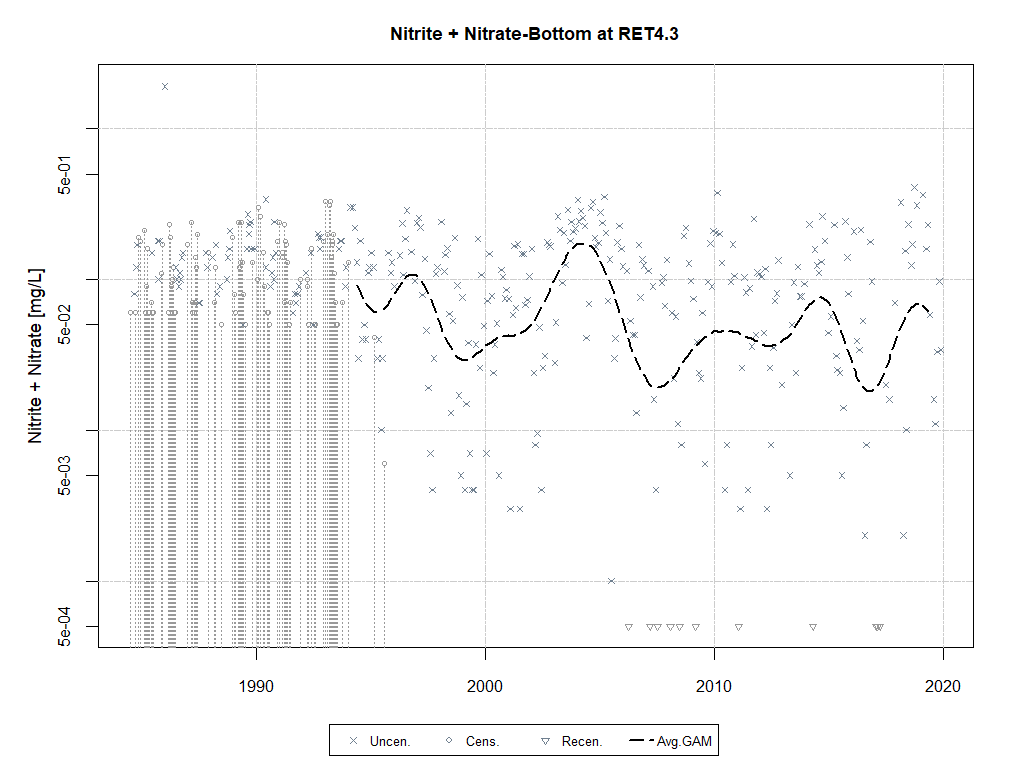 Nitrite + Nitrate-Bottom at RET4.3
Nitrite + Nitrate [mg/L]
5e-01
5e-02
5e-03
5e-04
1990 2000 2010 2020
Uncen. Cens. Recen. Avg.GAM